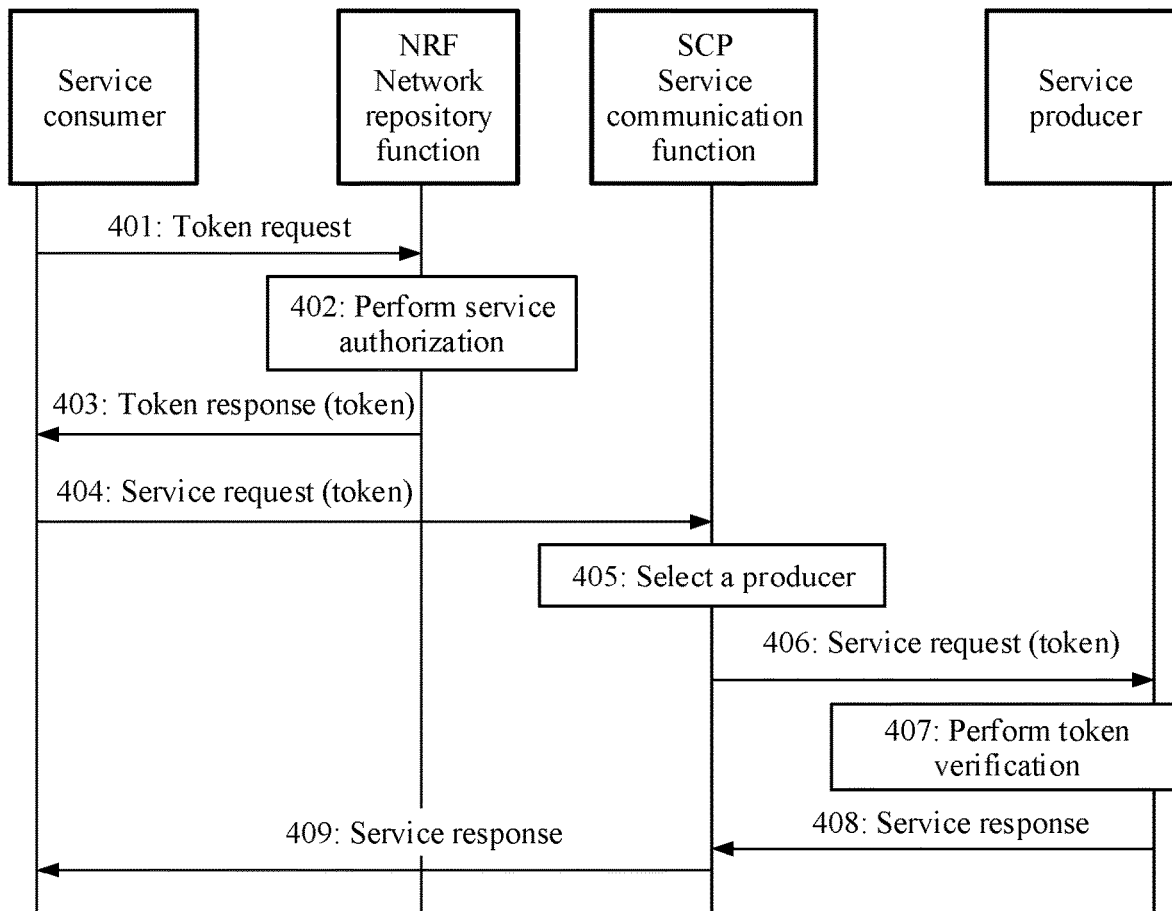 Service
consumer
NRF
Network
repository
function
SCP
Service
communication
function
Service
producer
401: Token request
402: Perform service
authorization
403: Token response (token)
404: Service request (token)
405: Select a producer
406: Service request (token)
407: Perform token
verification
408: Service response
409: Service response